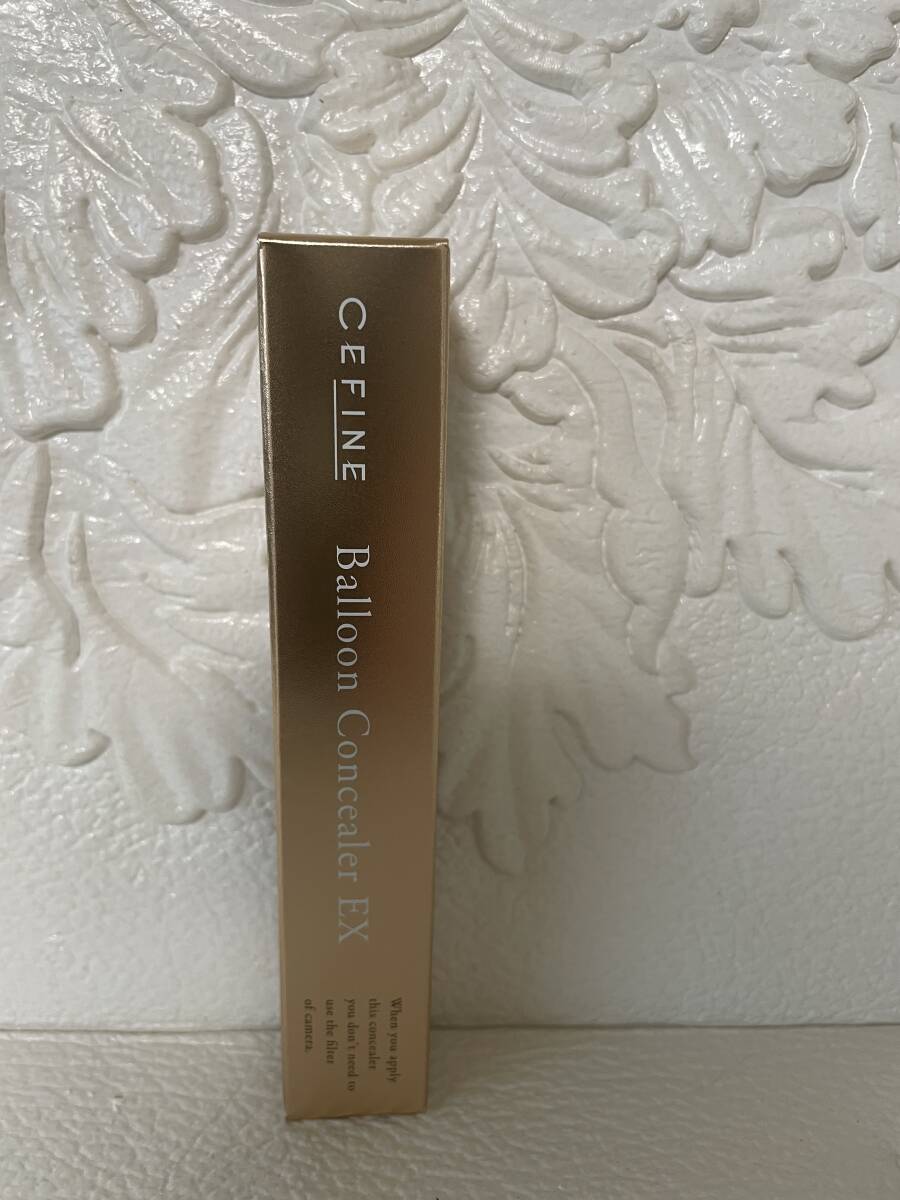 CEFINE
Balloon Concealer EX
When you apply
this concealer
you don't need to
use the filter
of camera.